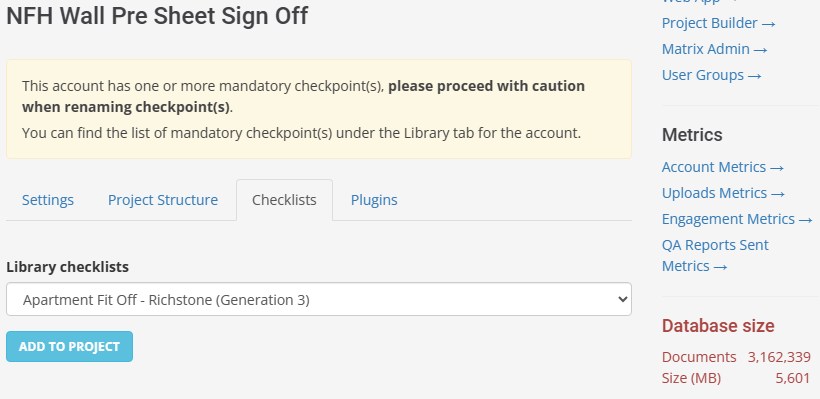 NFH Wall Pre Sheet Sign Off
This account has one or more mandatory checkpoint(s), please proceed with caution
when renaming checkpoint(s).
You can find the list of mandatory checkpoint(s) under the Library tab for the account.
Settings Project Structure Checklists Plugins
Library checklists
Apartment Fit Off - Richstone (Generation 3)
ADD TO PROJECT
Project Builder →
Matrix Admin →
User Groups →
Metrics
Account Metrics →
Uploads Metrics →
Engagement Metrics →
QA Reports Sent
Metrics →
Database size
Documents 3,162,339
Size (MB) 5,601